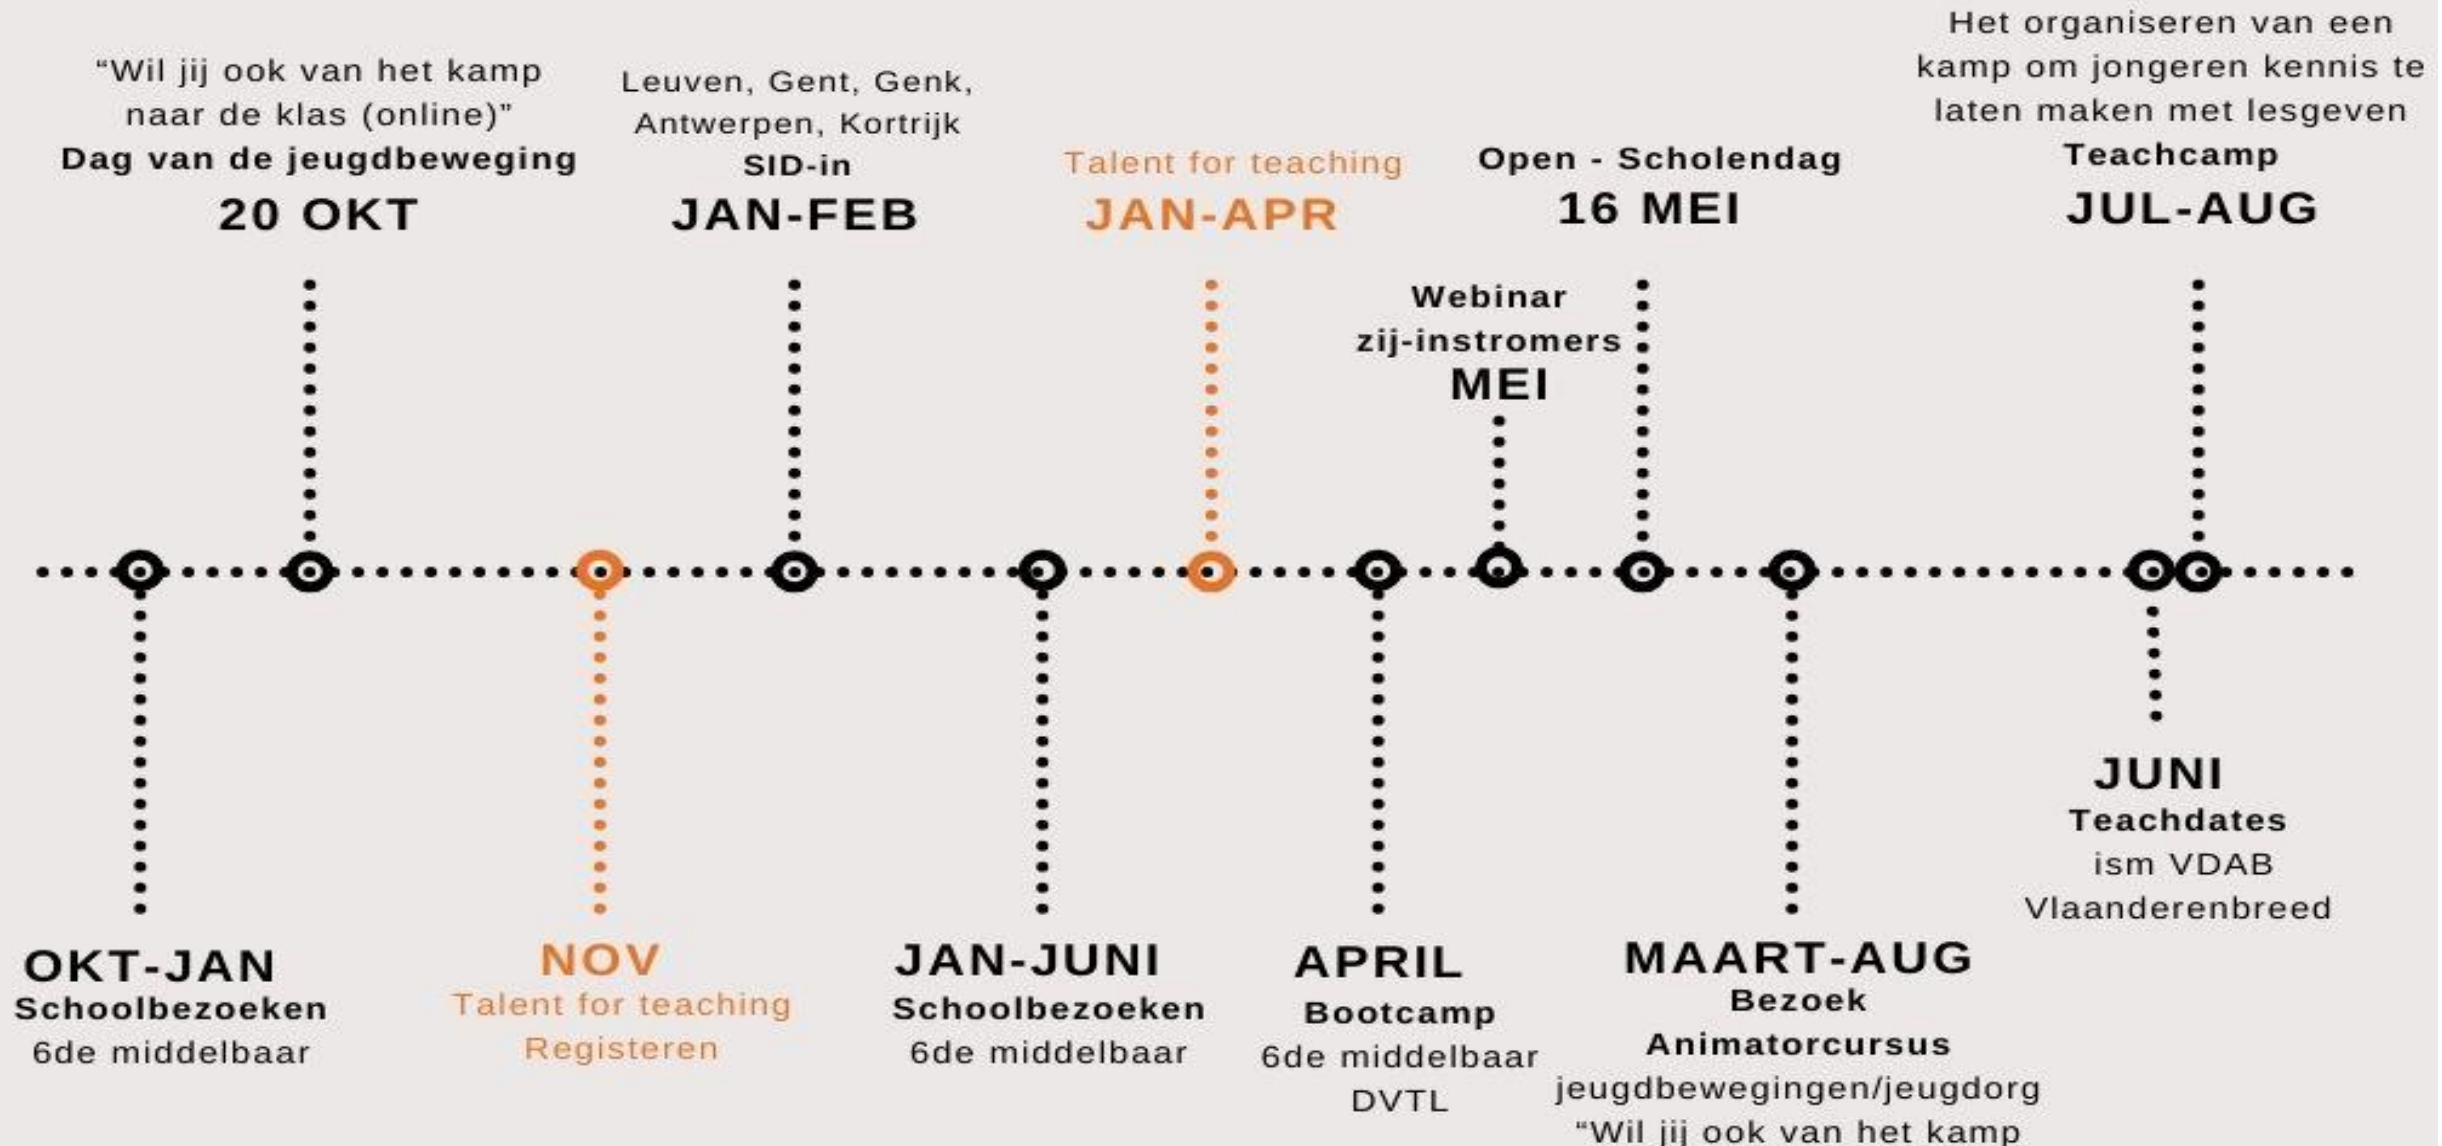 “Wil jij ook van het kamp
naar de klas (online)”
Dag van de jeugdbeweging
20 OKT
Leuven, Gent, Genk,
Antwerpen, Kortrijk
SID-in
JAN-FEB
Talent for teaching
JAN-APR
Open - Scholendag
16 MEI
Het organiseren van een
kamp om jongeren kennis te
laten maken met lesgeven
Teachcamp
JUL-AUG
Webinar
zij-instromers
MEI
OKT-JAN
Schoolbezoeken
6de middelbaar
NOV
Talent for teaching
Registeren
JAN-JUNI
Schoolbezoeken
6de middelbaar
APRIL
Bootcamp
6de middelbaar
DVTL
MAART-AUG
Bezoek
Animatorcursus
jeugdbewegingen/jeugdorg
“Wil jij ook van het kamp
JUNI
Teachdates
ism VDAB
Vlaanderenbreed